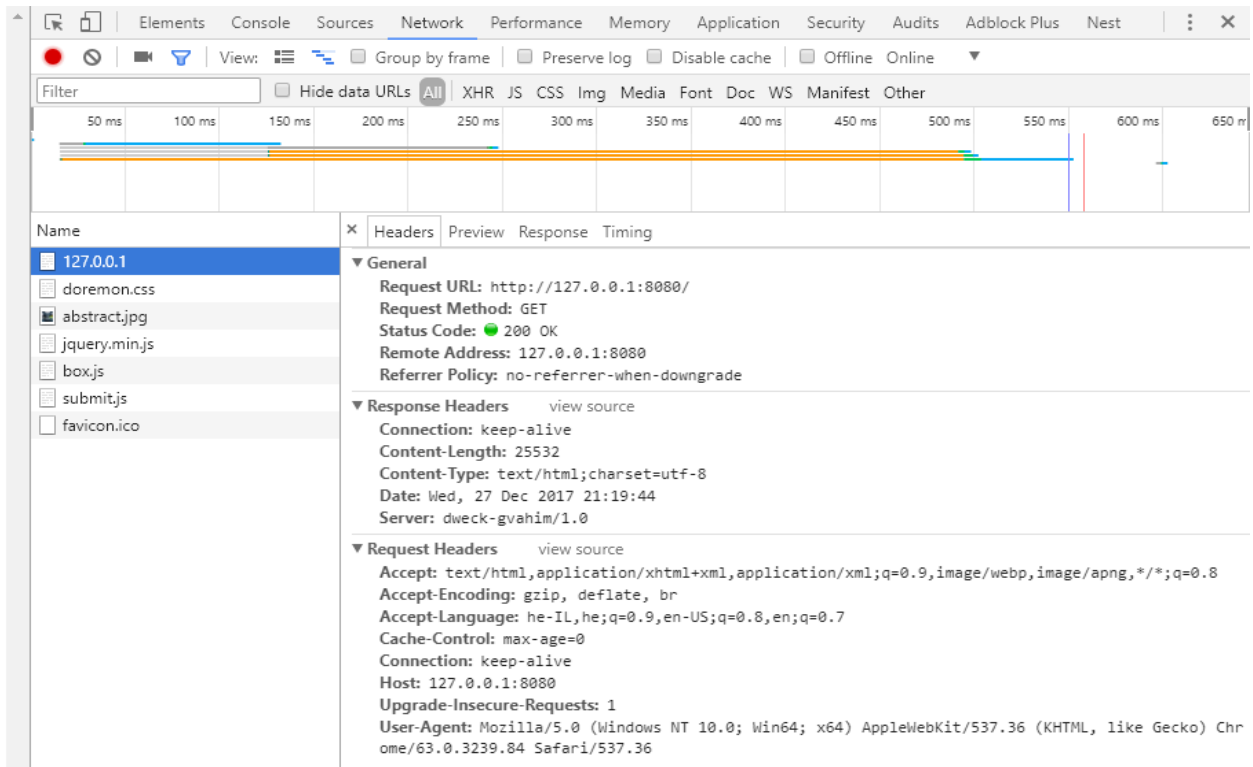 Elements Console Sources Network Performance Memory Application Security Audits Adblock Plus Nest
View: Group by frame Preserve log Disable cache Offline Online
Filter Hide data URLs All XHR JS CSS Img Media Font Doc WS Manifest Other
50 ms 100 ms 150 ms 200 ms 250 ms 300 ms 350 ms 400 ms 450 ms 500 ms 550 ms 600 ms 650 m
Name
127.0.0.1
doremon.css
abstract.jpg
jquery.min.js
box.js
submit.js
favicon.ico
Headers Preview Response Timing
General
Request URL: http://127.0.0.1:8080/
Request Method: GET
Status Code: 200 OK
Remote Address: 127.0.0.1:8080
Referrer Policy: no-referrer-when-downgrade
Response Headers view source
Connection: keep-alive
Content-Length: 25532
Content-Type: text/html;charset=utf-8
Date: Wed, 27 Dec 2017 21:19:44
Server: dweck-gvahim/1.0
Request Headers view source
Accept: text/html,application/xhtml+xml,application/xml;q=0.9,image/webp,image/apng,*/*;q=0.8
Accept-Encoding: gzip, deflate, br
Accept-Language: he-IL,he;q=0.9,en-US;q=0.8,en;q=0.7
Cache-Control: max-age=0
Connection: keep-alive
Host: 127.0.0.1:8080
Upgrade-Insecure-Requests: 1
User-Agent: Mozilla/5.0 (Windows NT 10.0; Win64; x64) AppleWebKit/537.36 (KHTML, like Gecko) Chr
ome/63.0.3239.84 Safari/537.36